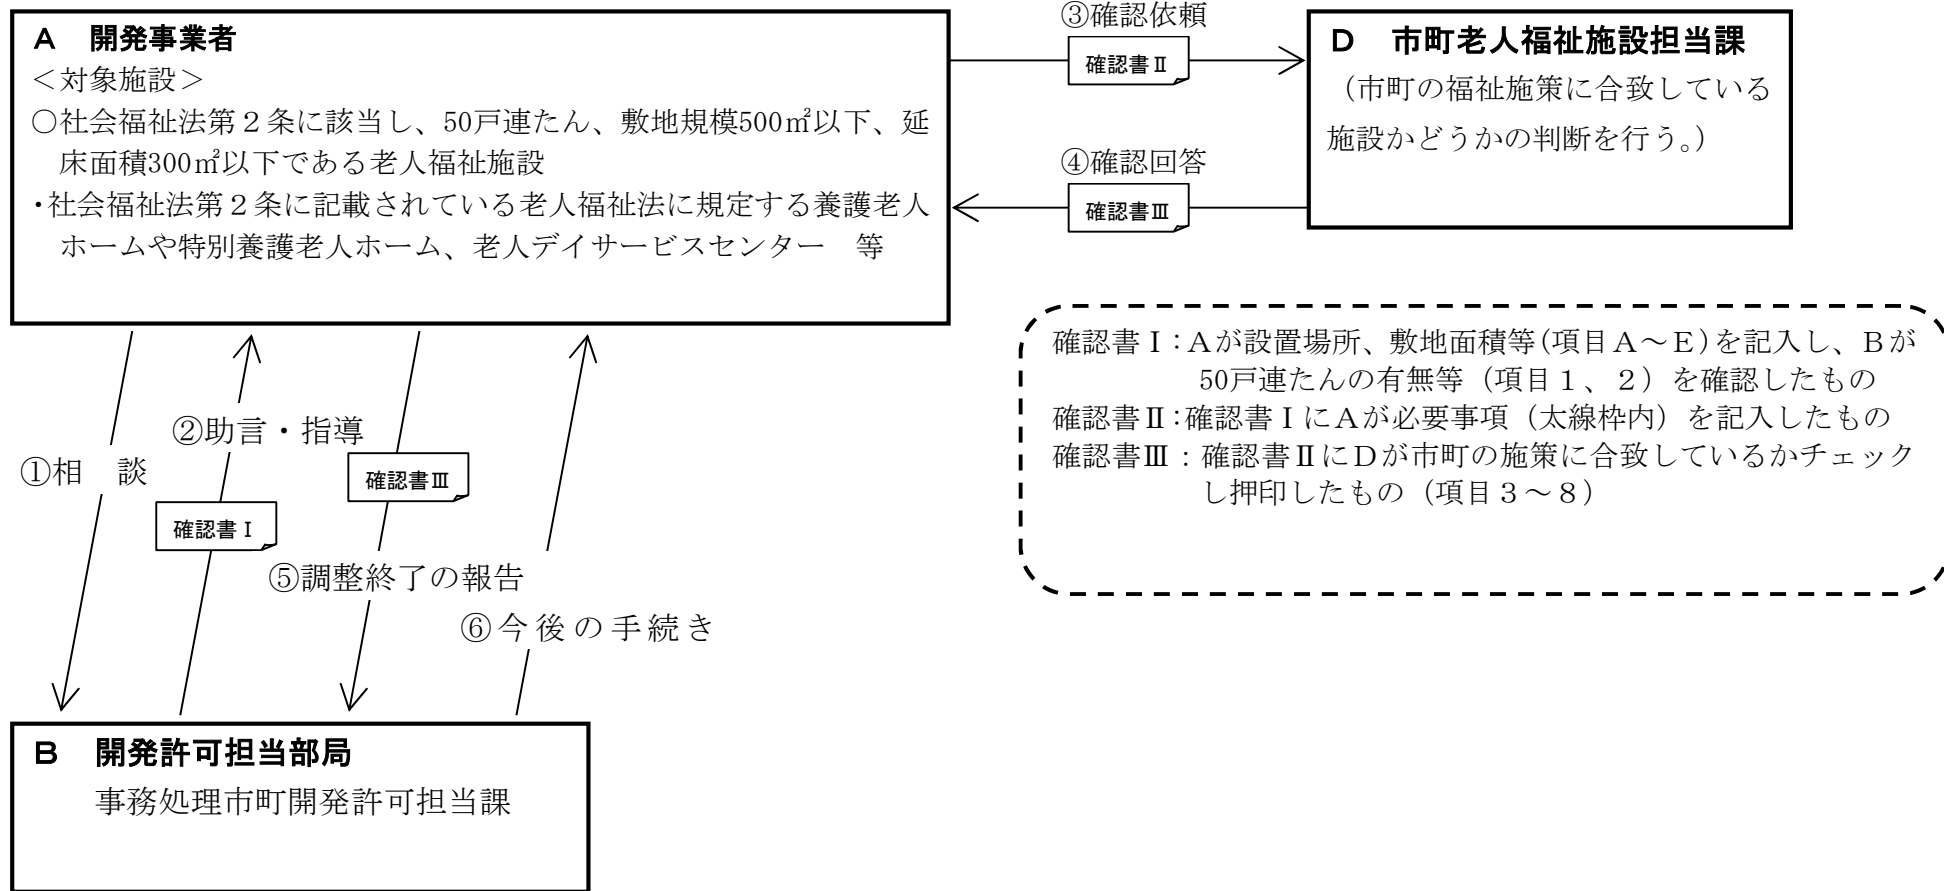 A　開発事業者
＜対象施設＞
○社会福祉法第２条に該当し、50戸連たん、敷地規模500㎡以下、延
床面積300㎡以下である老人福祉施設
・社会福祉法第２条に記載されている老人福祉法に規定する養護老人
ホームや特別養護老人ホーム、老人デイサービスセンター　等
③確認依頼
確認書Ⅱ
④確認回答
確認書Ⅲ
D　市町老人福祉施設担当課
（市町の福祉施策に合致している
施設かどうかの判断を行う。）
確認書Ⅰ：Ａが設置場所、敷地面積等（項目Ａ～Ｅ）を記入し、Ｂが
50戸連たんの有無等（項目１、２）を確認したもの
確認書Ⅱ：確認書ⅠにＡが必要事項（太線枠内）を記入したもの
確認書Ⅲ：確認書ⅡにＤが市町の施策に合致しているかチェック
し押印したもの（項目３～８）
①相　談
②助言・指導
確認書Ⅰ
確認書Ⅲ
⑤調整終了の報告
⑥今後の手続き
B　開発許可担当部局
事務処理市町開発許可担当課